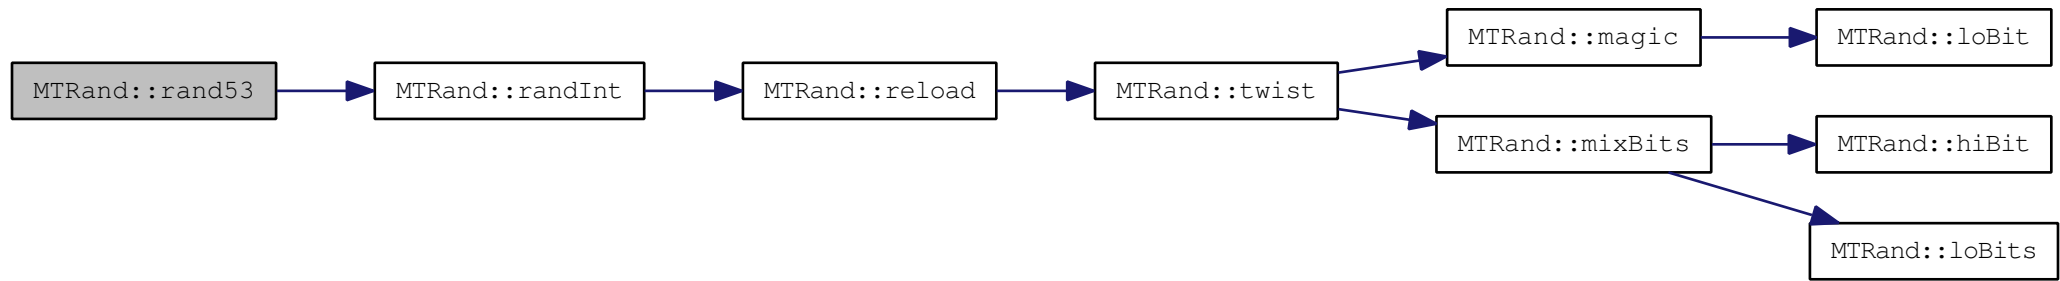 MTRand::rand53
MTRand::randInt
MTRand::reload
MTRand::twist
MTRand::magic
MTRand::loBit
MTRand::mixBits
MTRand::hiBit
MTRand::loBits